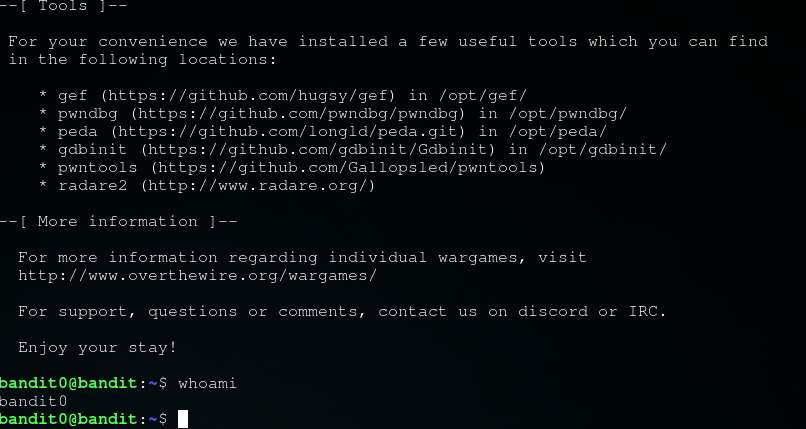 --[ Tools ]--
For your convenience we have installed a few useful tools which you can find
in the following locations:
* gef (https://github.com/hugsy/gef) in /opt/gef/
* pwndbg (https://github.com/pwndbg/pwndbg) in /opt/pwndbg/
* peda (https://github.com/longld/peda.git) in /opt/peda/
* gdbinit (https://github.com/gdbinit/Gdbinit) in /opt/gdbinit/
* pwntools (https://github.com/Gallopsled/pwntools)
* radare2 (http://www.radare.org/)
--[ More information ]--
For more information regarding individual wargames, visit
http://www.overthewire.org/wargames/
For support, questions or comments, contact us on discord or IRC.
Enjoy your stay!
bandit0@bandit:~$ whoami
bandit0
bandit0@bandit:~$